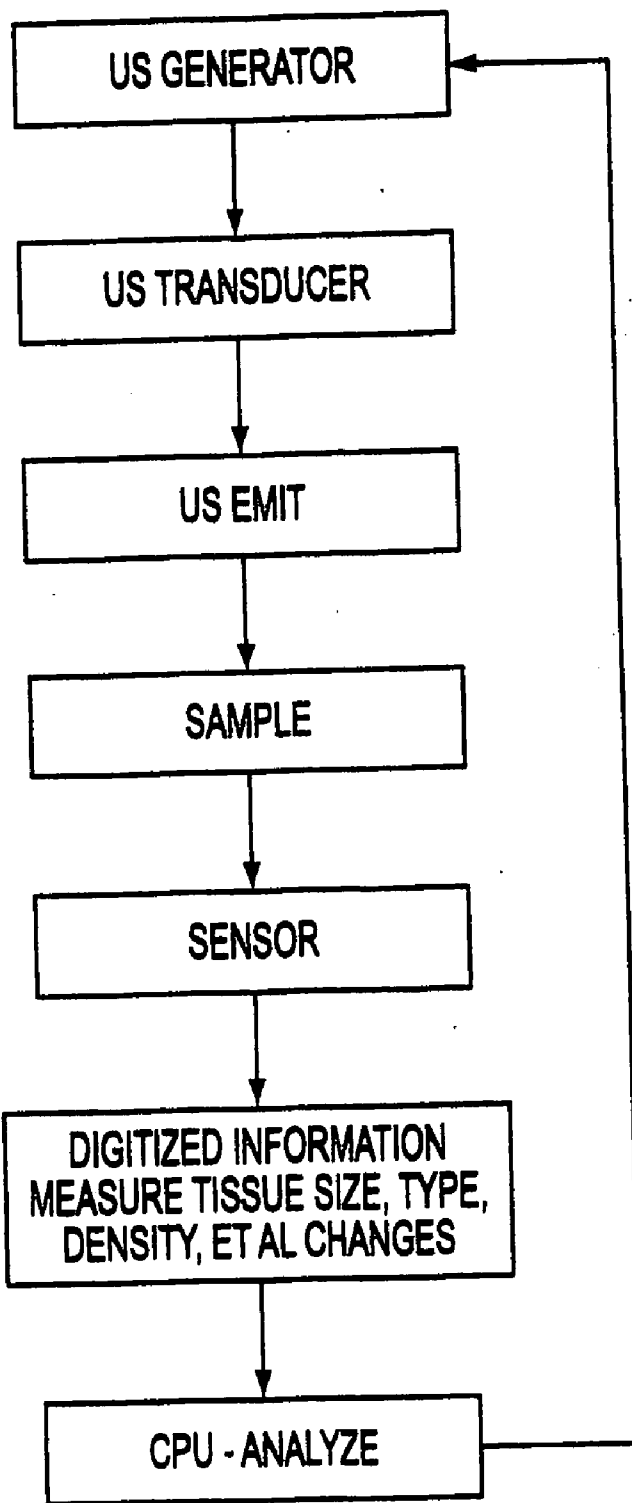 US GENERATOR
US TRANSDUCER
US EMIT
SAMPLE
SENSOR
DIGITIZED INFORMATION
MEASURE TISSUE SIZE, TYPE,
DENSITY, ET AL CHANGES
CPU - ANALYZE